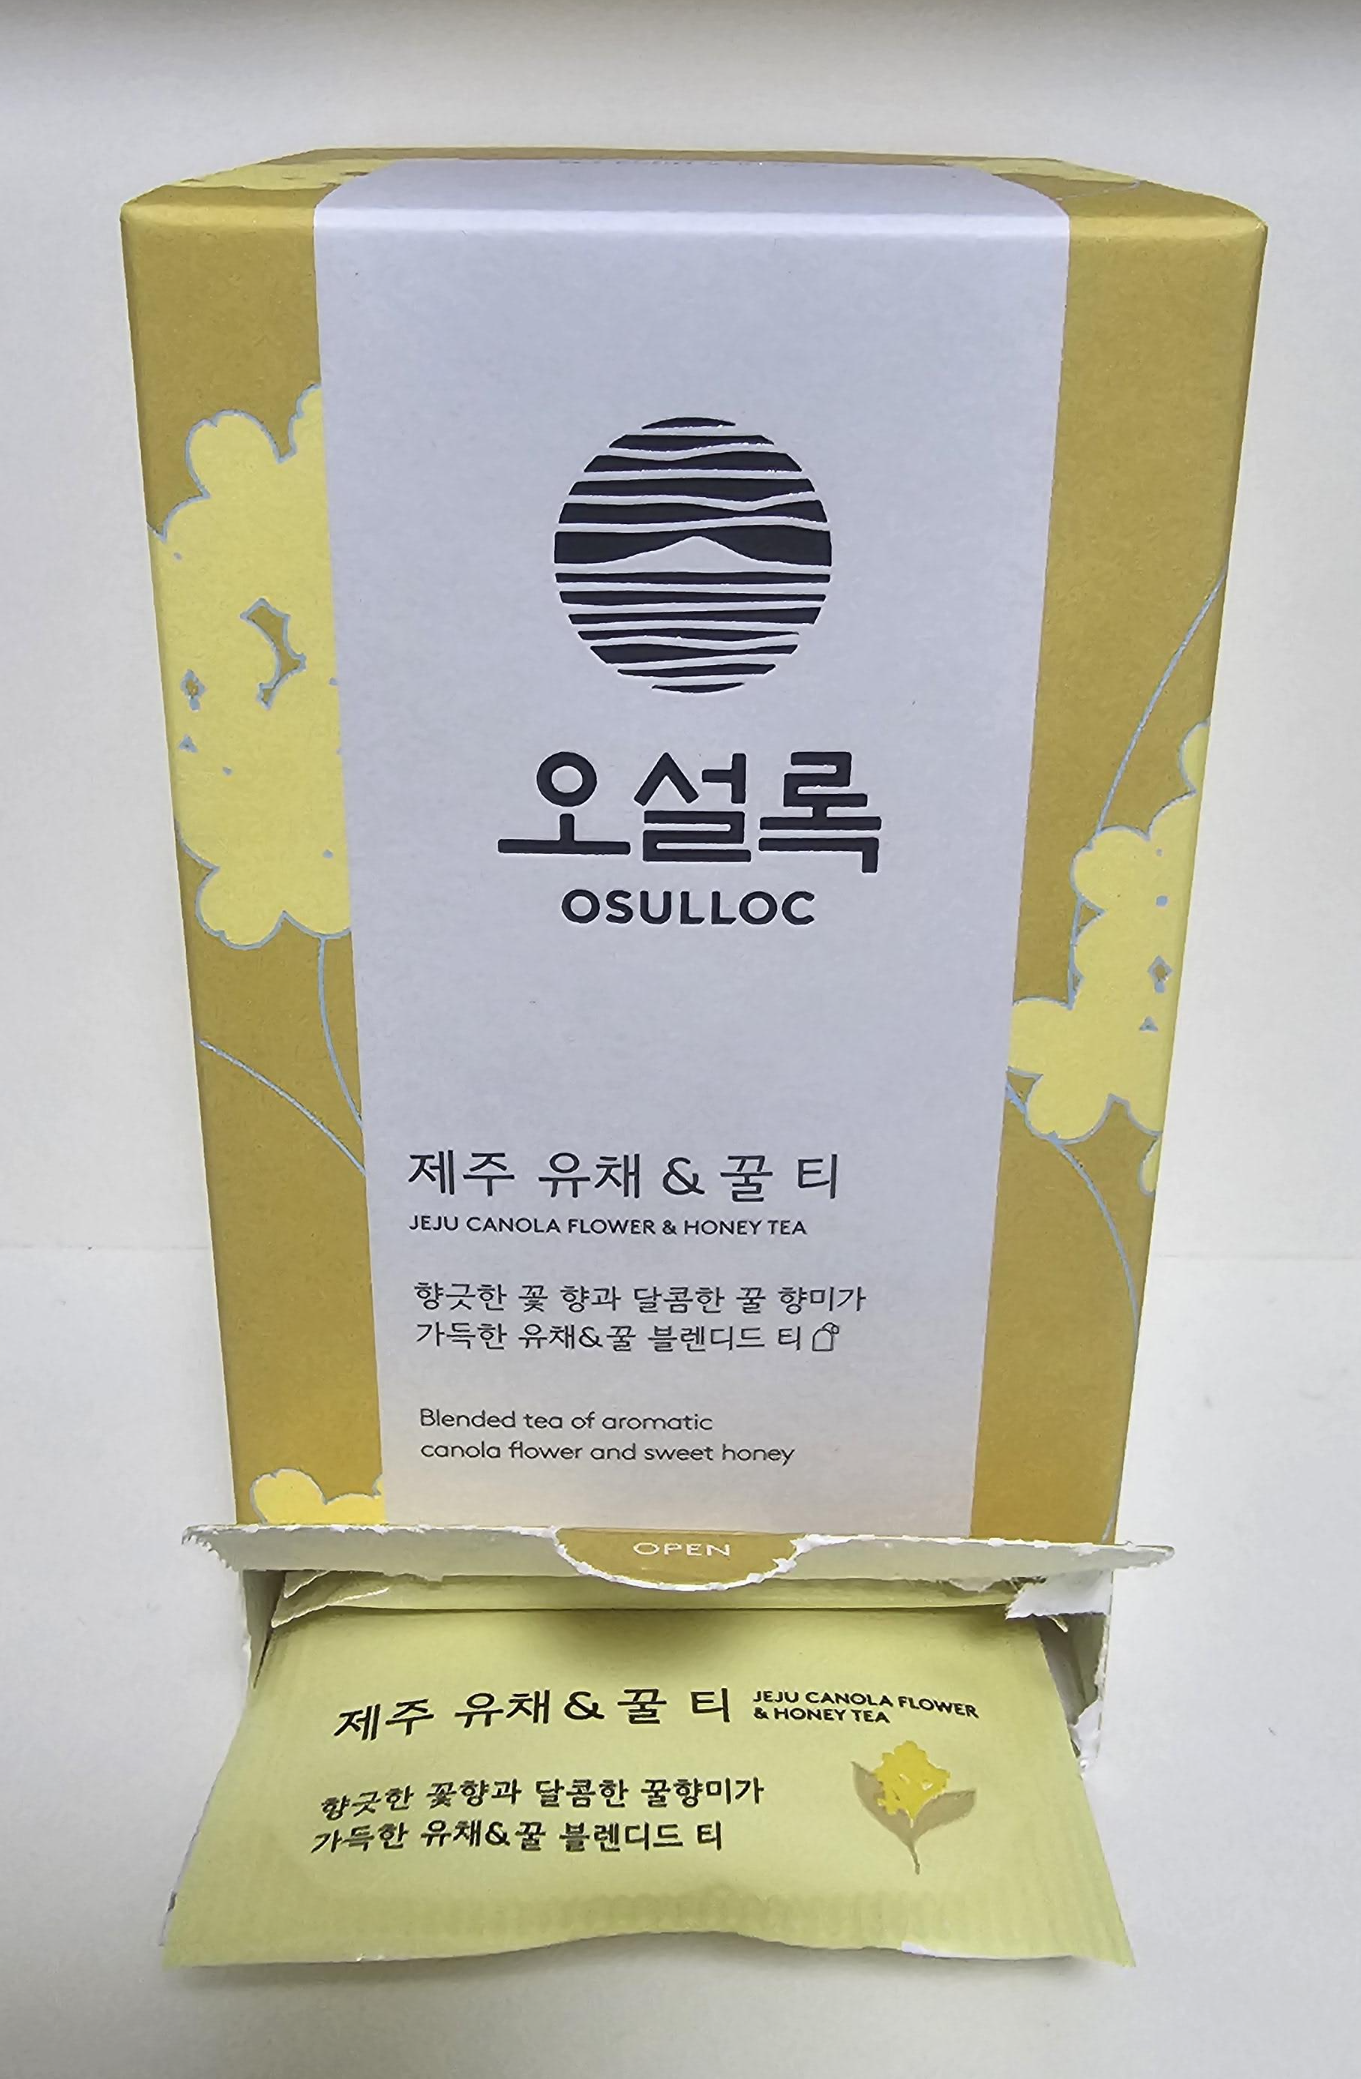 오설록
OSULLOC
제주 유채 & 꿀 티
JEJU CANOLA FLOWER & HONEY TEA
향긋한 꽃 향과 달콤한 꿀 향미가
가득한 유채&꿀 블렌디드 티
Blended tea of aromatic
canola flower and sweet honey
OPEN
제주 유채 & 꿀 티
JEJU CANOLA FLOWER
& HONEY TEA
향긋한 꽃향과 달콤한 꿀향미가
가득한 유채&꿀 블렌디드 티